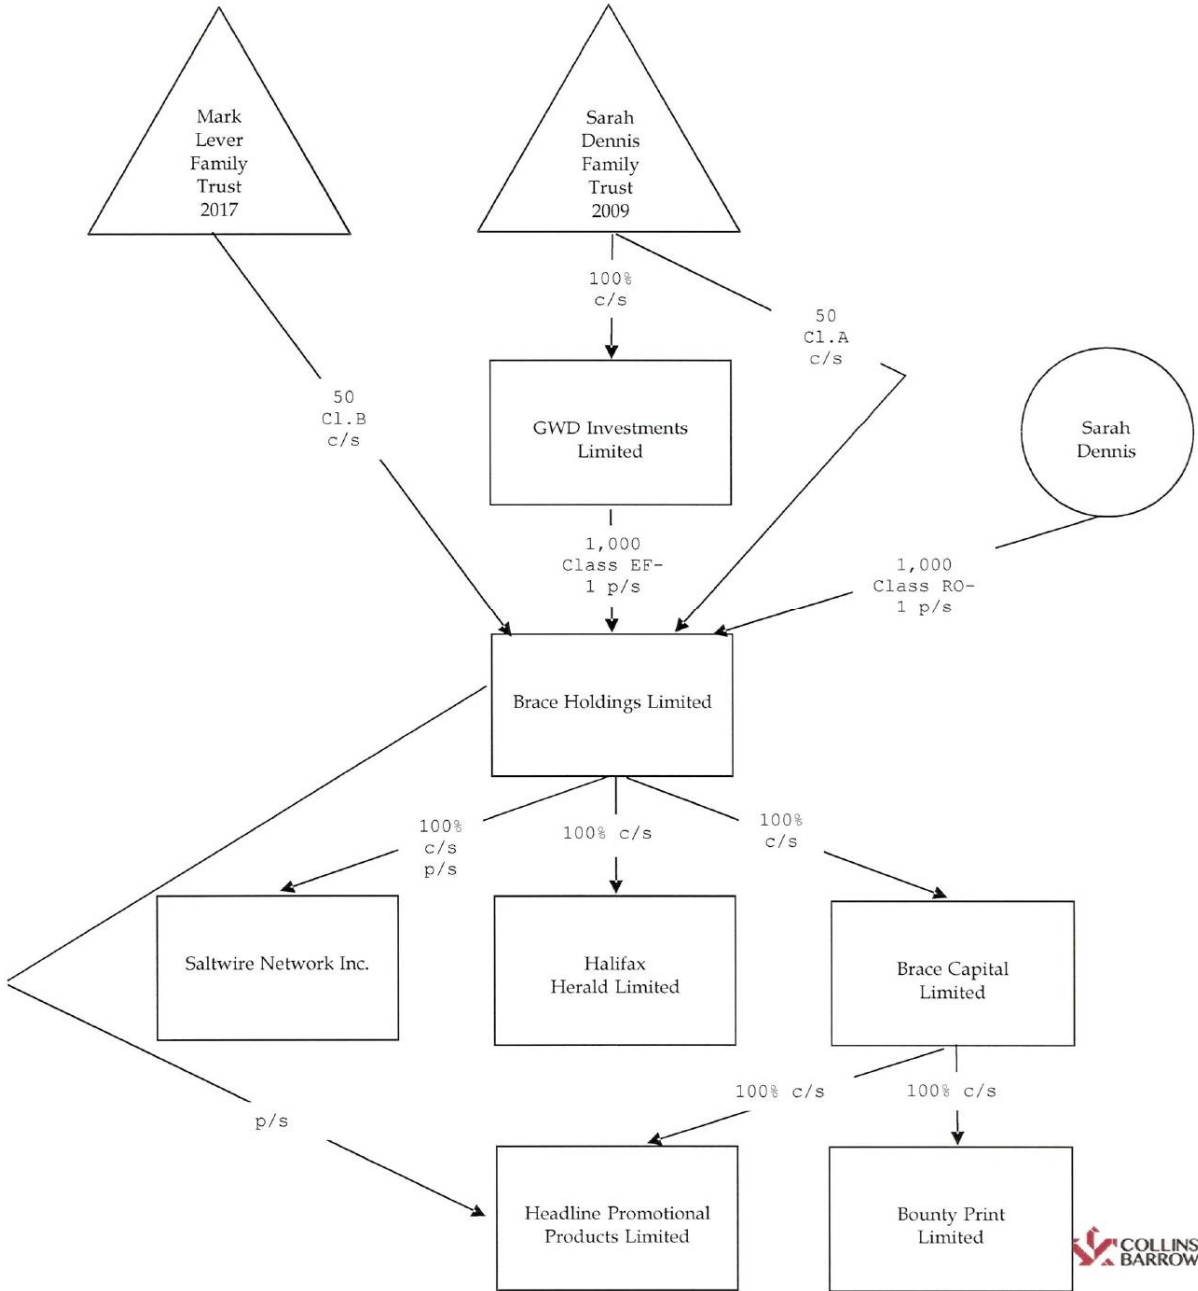 Mark
Lever
Family
Trust
2017
Sarah
Dennis
Family
Trust
2009
100%
c/s
50
Cl.A
c/s
50
Cl.B
c/s
GWD Investments
Limited
Sarah
Dennis
1,000
Class EF-
1 p/s
1,000
Class RO-
1 p/s
Brace Holdings Limited
100%
c/s
p/s
100% c/s
100%
c/s
Saltwire Network Inc.
Halifax
Herald Limited
Brace Capital
Limited
p/s
100% c/s
100% c/s
Headline Promotional
Products Limited
Bounty Print
Limited
COLLINS
BARROW